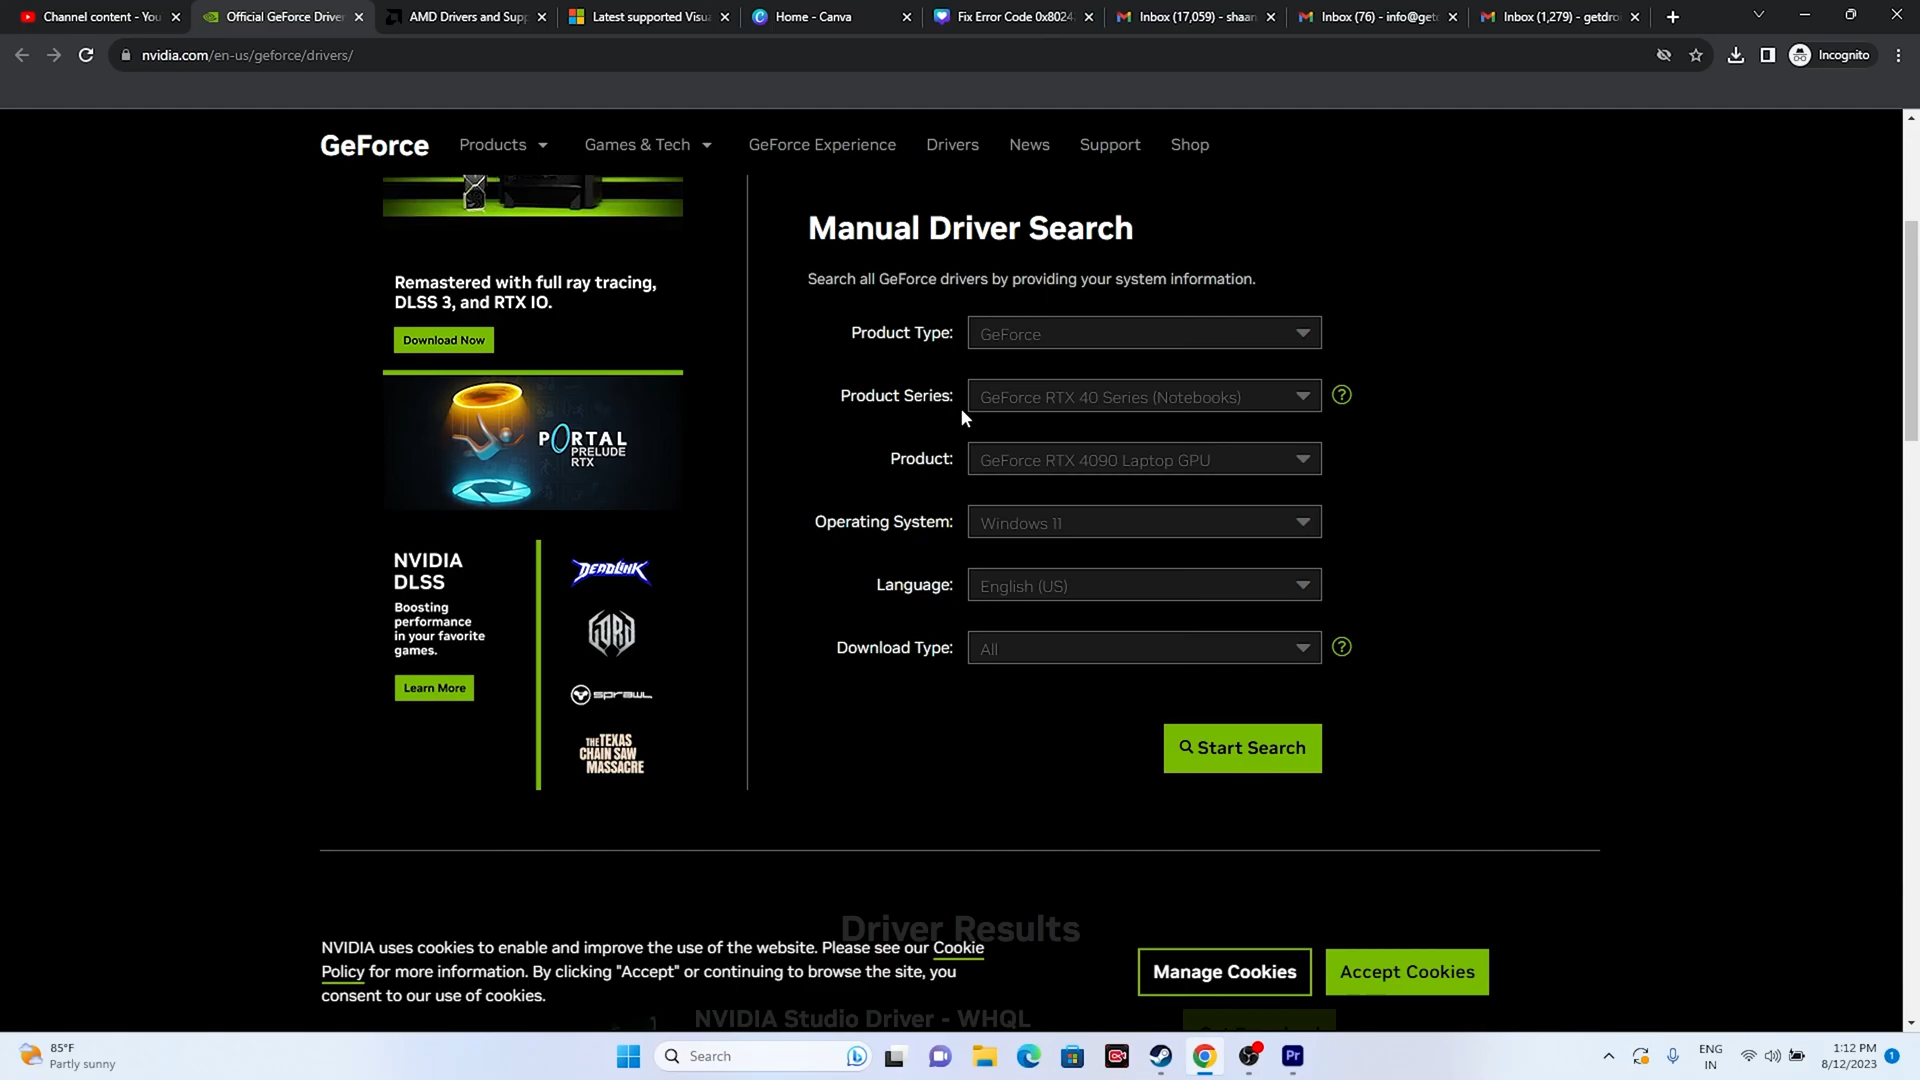 Channel content - You
Official GeForce Driver
AMD Drivers and Supp
Latest supported Visua
Home - Canva
Fix Error Code 0x8024
Inbox (17,059) - shaan
Inbox (76) - info@getd
Inbox (1,279) - getdro
nvidia.com/en-us/geforce/drivers/
Incognito
GeForce
Products
Games & Tech
GeForce Experience
Drivers
News
Support
Shop
Remastered with full ray tracing,
DLSS 3, and RTX IO.
Download Now
PORTAL
PRELUDE
RTX
NVIDIA
DLSS
Boosting
performance
in your favorite
games.
Learn More
DEADLINK
GORD
SPRAWL
THE TEXAS
CHAIN SAW
MASSACRE
Manual Driver Search
Search all GeForce drivers by providing your system information.
Product Type: GeForce
Product Series: GeForce RTX 40 Series (Notebooks) ?
Product: GeForce RTX 4090 Laptop GPU
Operating System: Windows 11
Language: English (US)
Download Type: All ?
Start Search
Driver Results
NVIDIA uses cookies to enable and improve the use of the website. Please see our Cookie
Policy for more information. By clicking "Accept" or continuing to browse the site, you
consent to our use of cookies.
Manage Cookies
Accept Cookies
NVIDIA Studio Driver - WHQL
85°F
Partly sunny
Search
Pr
ENG
IN
1:12 PM
8/12/2023
1